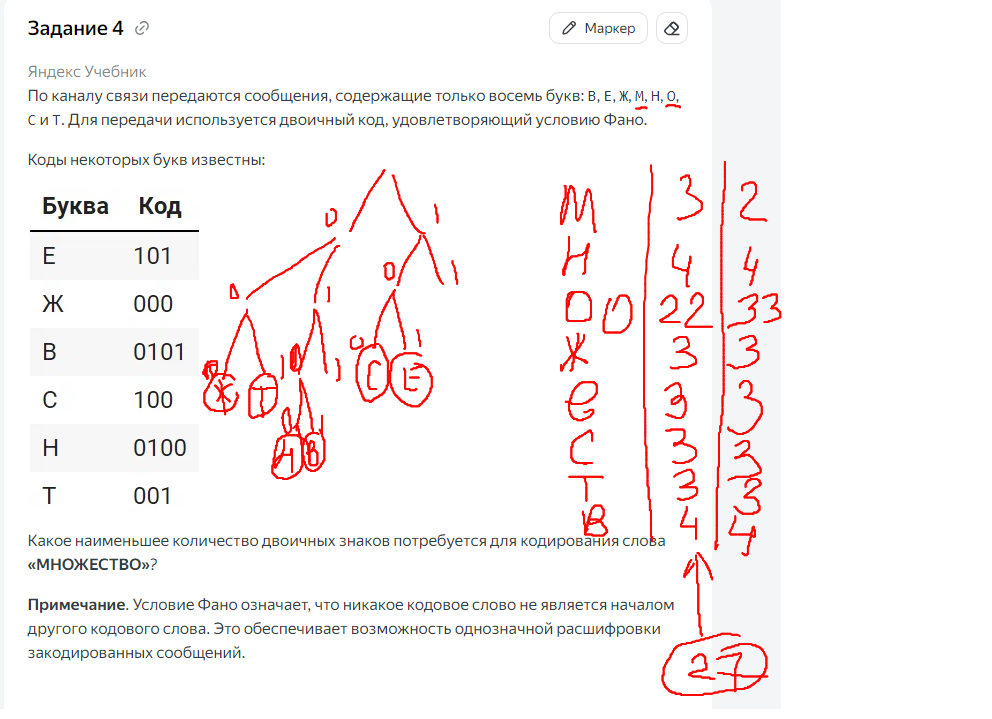 Задание 4
Маркер
Яндекс Учебник
По каналу связи передаются сообщения, содержащие только восемь букв: В, Е, Ж, М, Н, О,
С и Т. Для передачи используется двоичный код, удовлетворяющий условию Фано.
Коды некоторых букв известны:
Буква Код
Е 101
Ж 000
В 0101
С 100
Н 0100
Т 001
0 1
0 1 0 1
0 1 0 1
Ж Т С Е
0 1
Н В
М 3 2
Н 4 4
О О 22 33
Ж 3 3
Е 3 3
С 3 3
Т 3 3
В 4 4
27
Какое наименьшее количество двоичных знаков потребуется для кодирования слова
«МНОЖЕСТВО»?
Примечание. Условие Фано означает, что никакое кодовое слово не является началом
другого кодового слова. Это обеспечивает возможность однозначной расшифровки
закодированных сообщений.